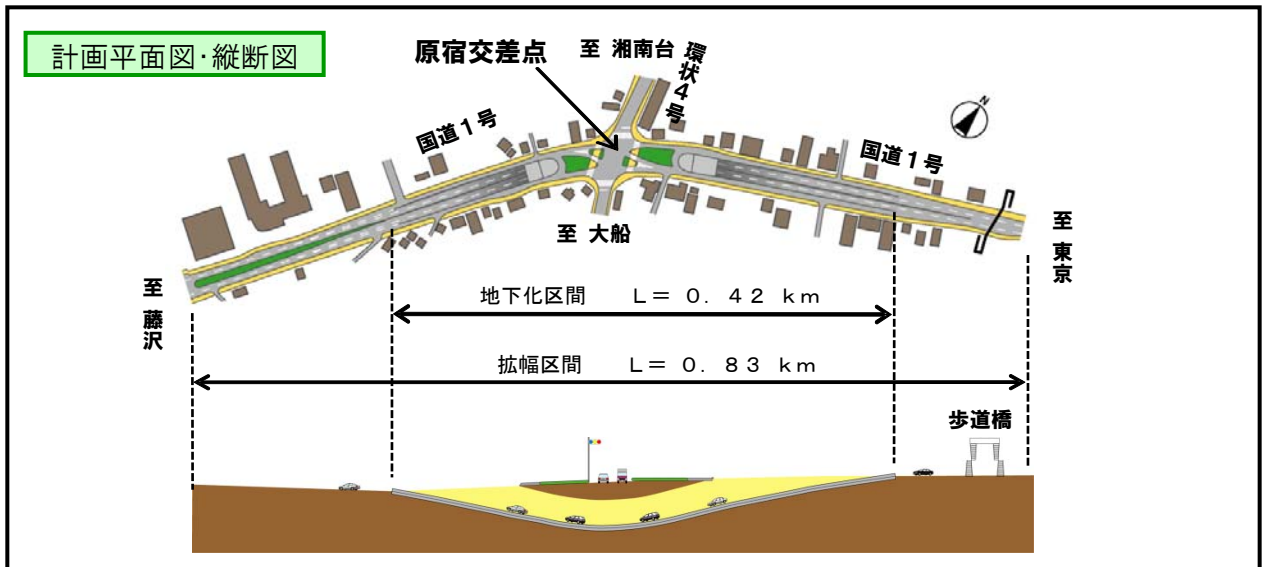 計画平面図・縦断図
原宿交差点
至 湘南台
環状4号
国道1号
国道1号
N
至 大船
至 東京
至 藤沢
地下化区間 L= 0. 42 km
拡幅区間 L= 0. 83 km
歩道橋